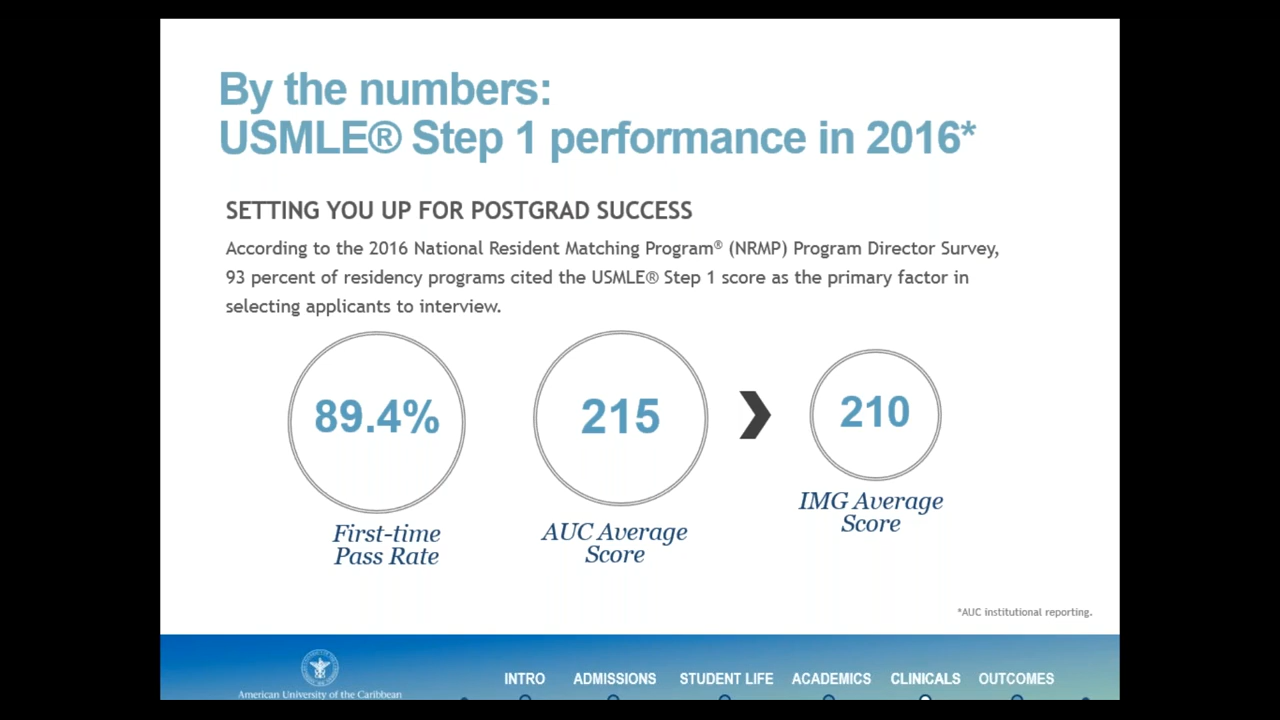 By the numbers:
USMLE® Step 1 performance in 2016*
SETTING YOU UP FOR POSTGRAD SUCCESS
According to the 2016 National Resident Matching Program® (NRMP) Program Director Survey,
93 percent of residency programs cited the USMLE® Step 1 score as the primary factor in
selecting applicants to interview.
89.4%
First-time
Pass Rate
215
AUC Average
Score
210
IMG Average
Score
*AUC institutional reporting.
American University of the Caribbean
INTRO ADMISSIONS STUDENT LIFE ACADEMICS CLINICALS OUTCOMES